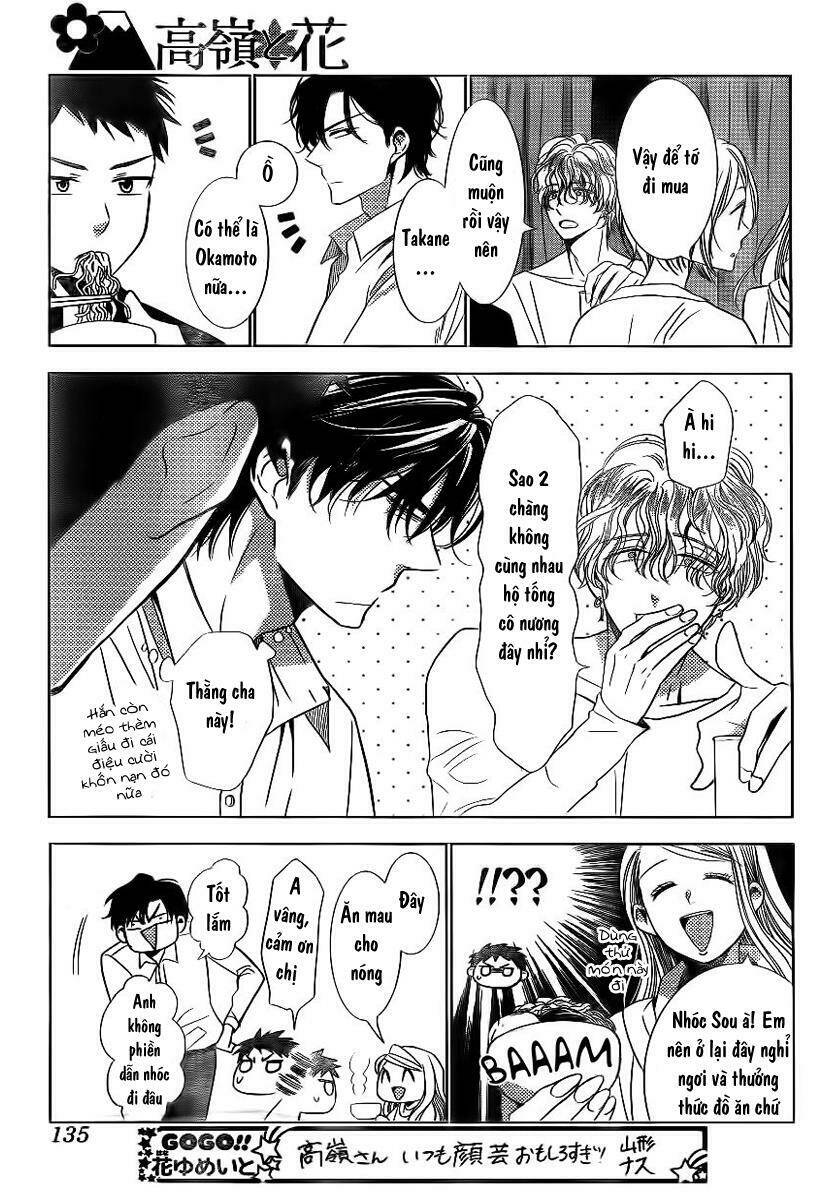 高嶺と花
Vậy để tớ
đi mua
Cũng
muộn
rồi vậy
nên
Takane
...
Ồ
Có thể là
Okamoto
nữa...
À hi
hi...
Sao 2
chàng
không
cùng nhau
hộ tống
cô nương
đây nhỉ?
Thằng cha
này!
Hắn còn
méo thèm
giấu đi cái
điệu cười
khốn nạn đó
nữa
!!??
Dùng
thử
món này
đi
Nhóc Sou à! Em
nên ở lại đây nghỉ
ngơi và thưởng
thức đồ ăn chứ
BAAAM
Đây
Ăn mau
cho
nóng
A
vâng,
cảm ơn
chị
Tốt
lắm
Anh
không
phiền
dẫn nhóc
đi đâu
135
GOGO!!
花ゆめいと
はな
高嶺さん いつも顔芸おもしろすぎ!!
山形
ナス